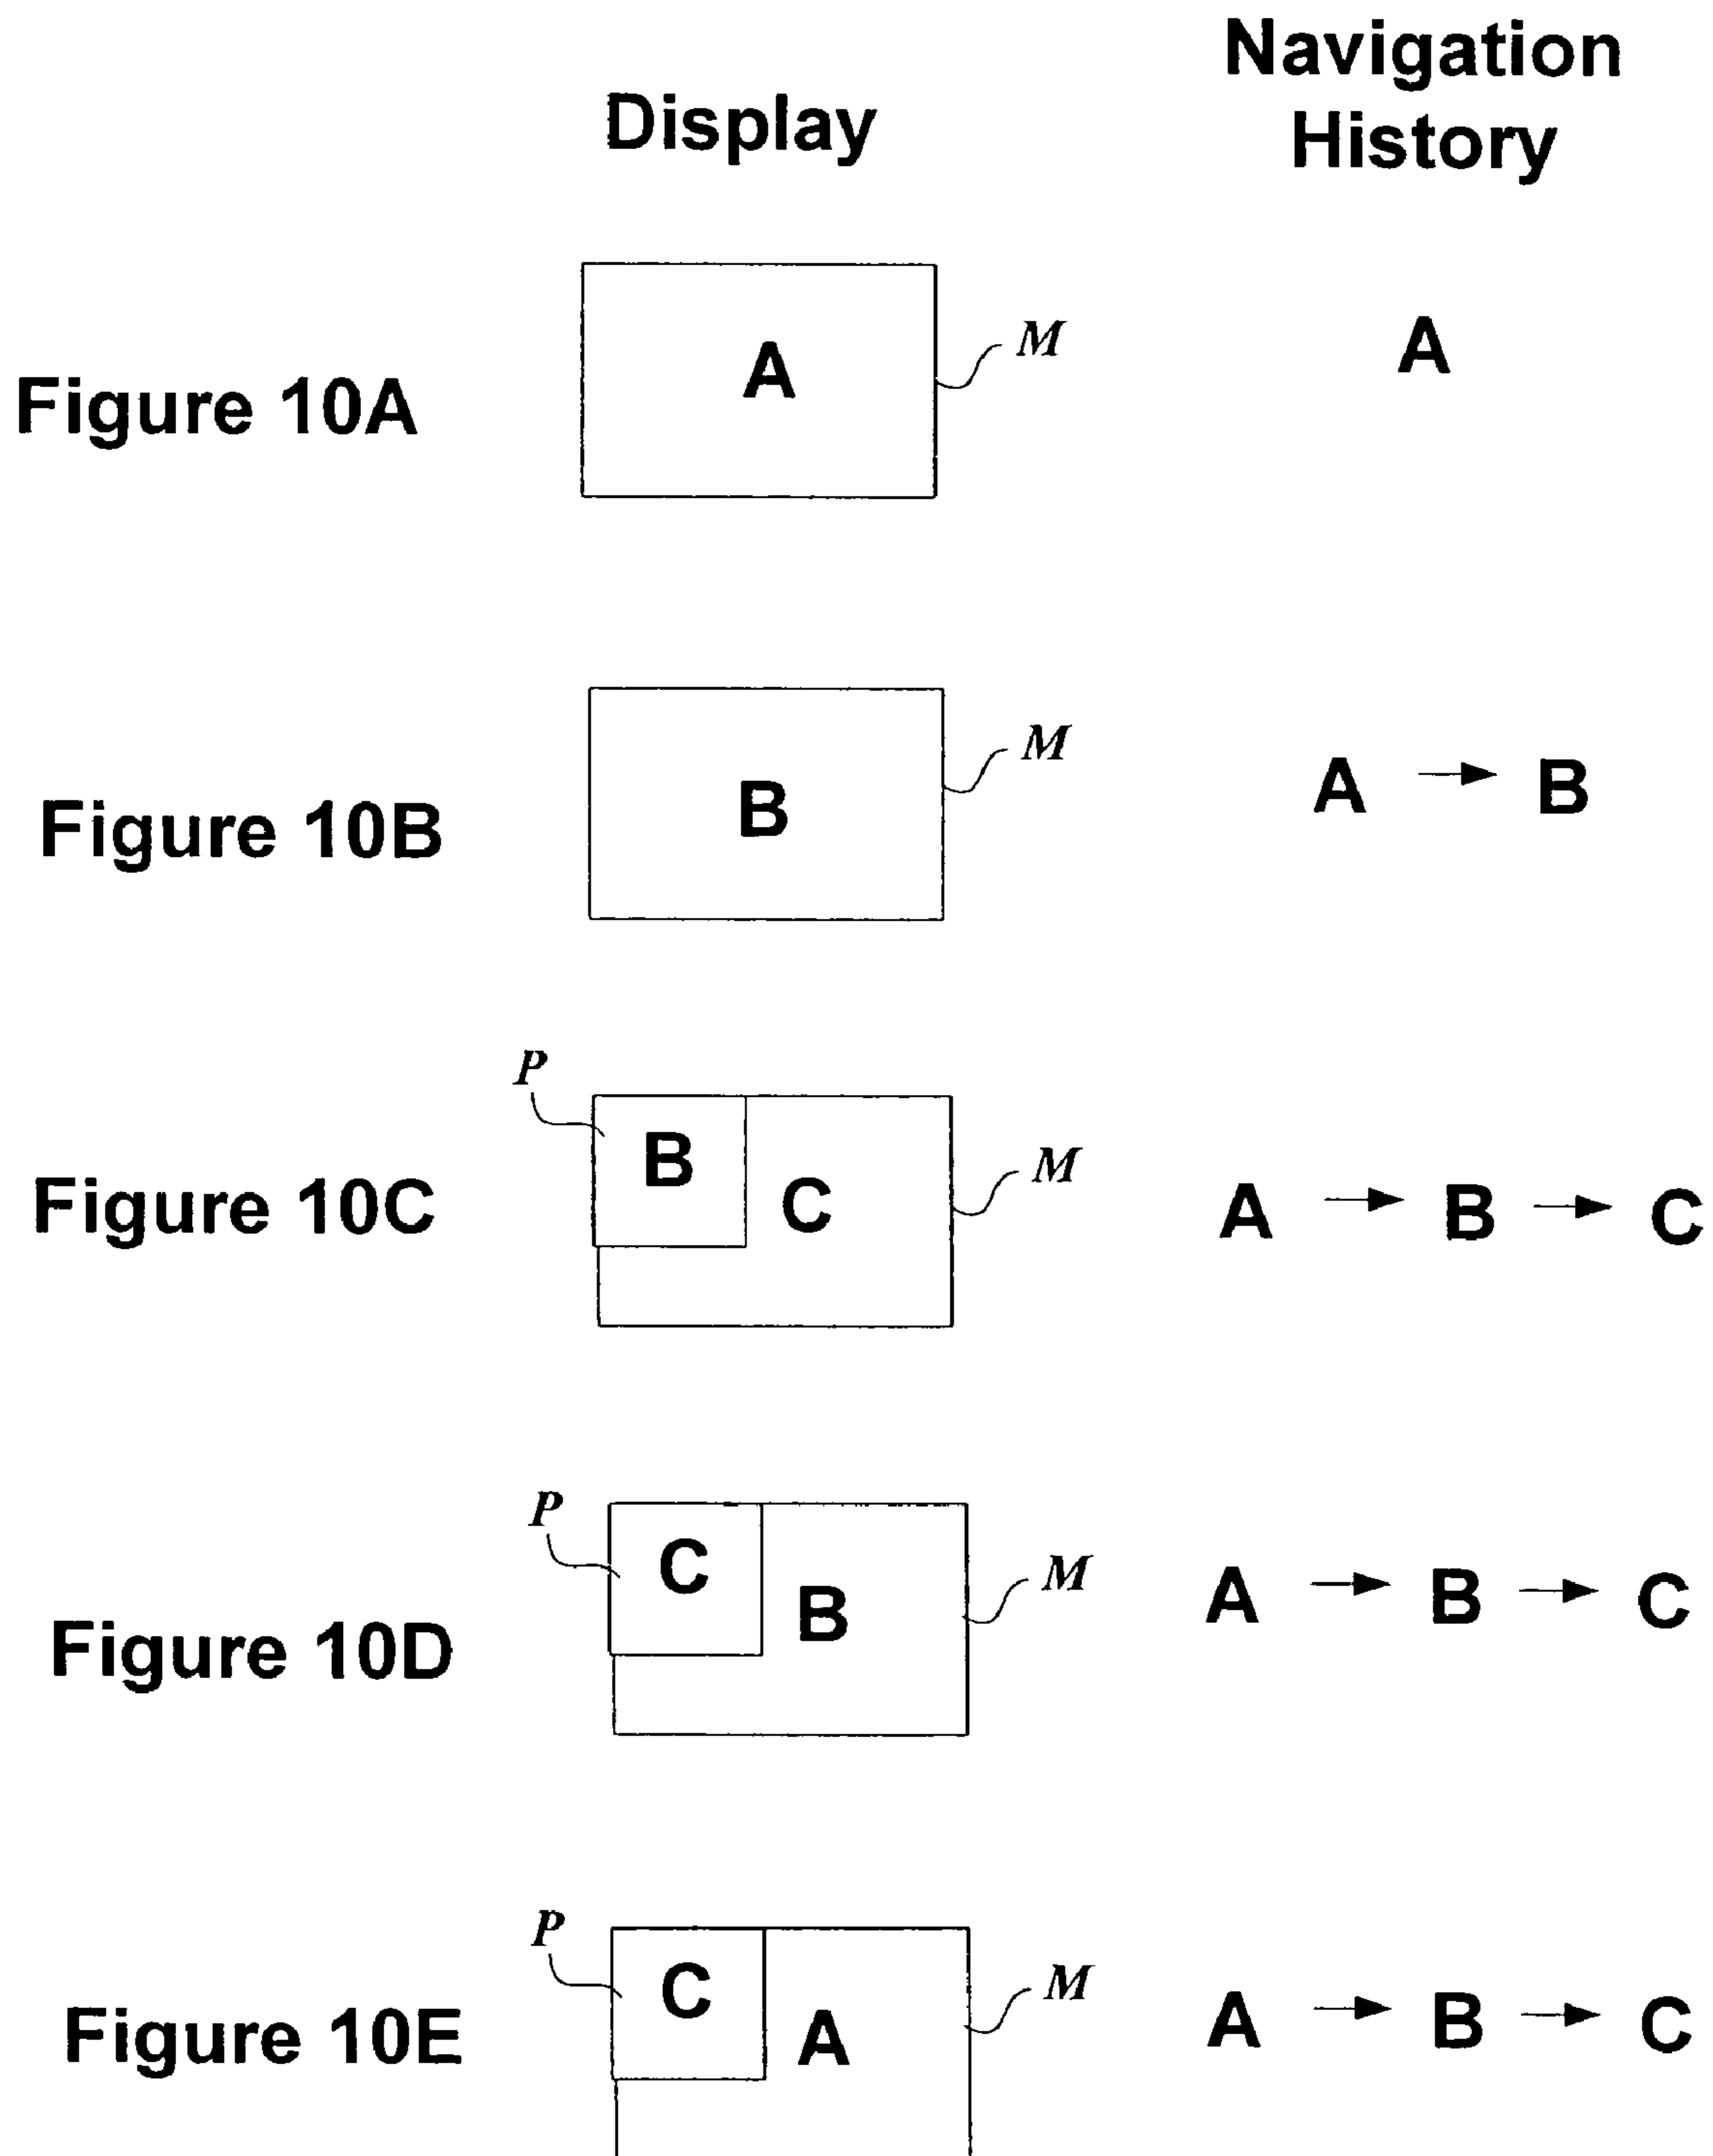 Display
Navigation
History
Figure 10A
A
M
A
Figure 10B
B
M
A → B
Figure 10C
P
B
C
M
A → B → C
Figure 10D
P
C
B
M
A → B → C
Figure 10E
P
C
A
M
A → B → C